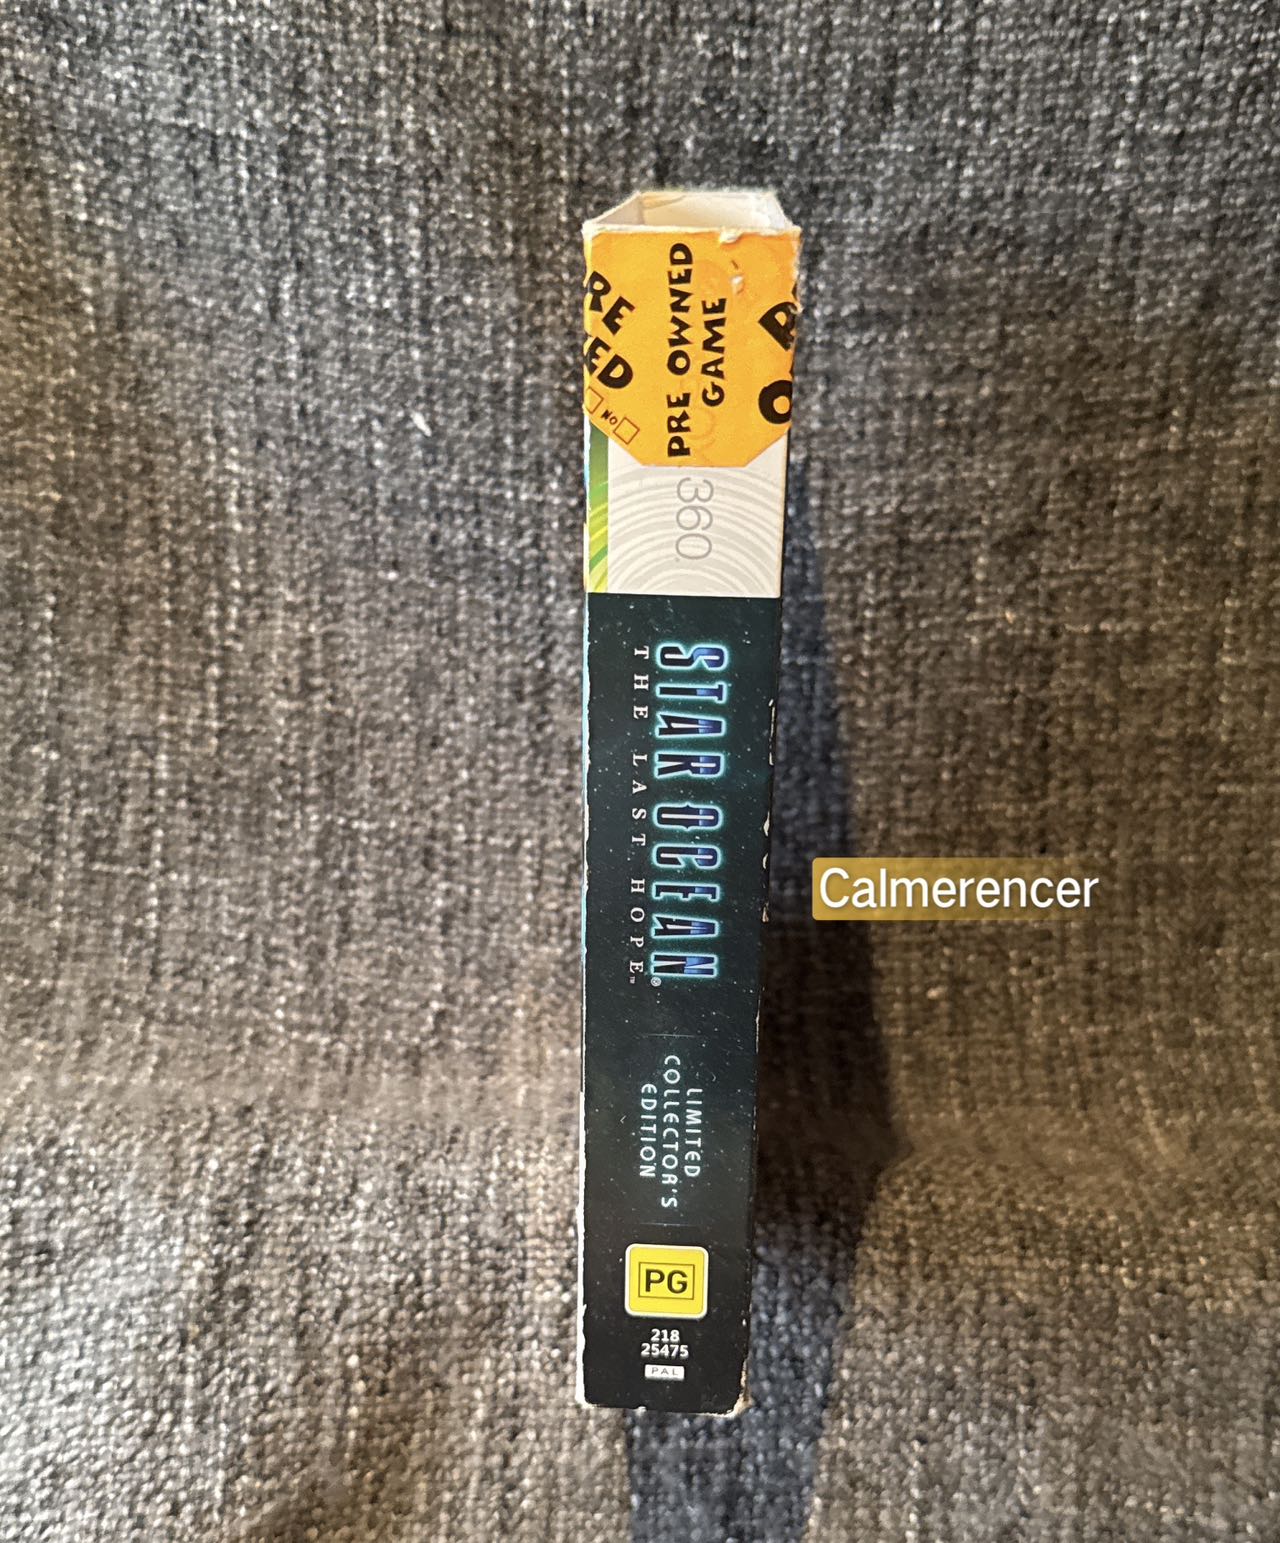 RE
ED
NO
PRE OWNED
GAME
360
STAR OCEAN®
THE LAST HOPE™
LIMITED
COLLECTOR'S
EDITION
PG
218
25475
PAL
Calmerencer